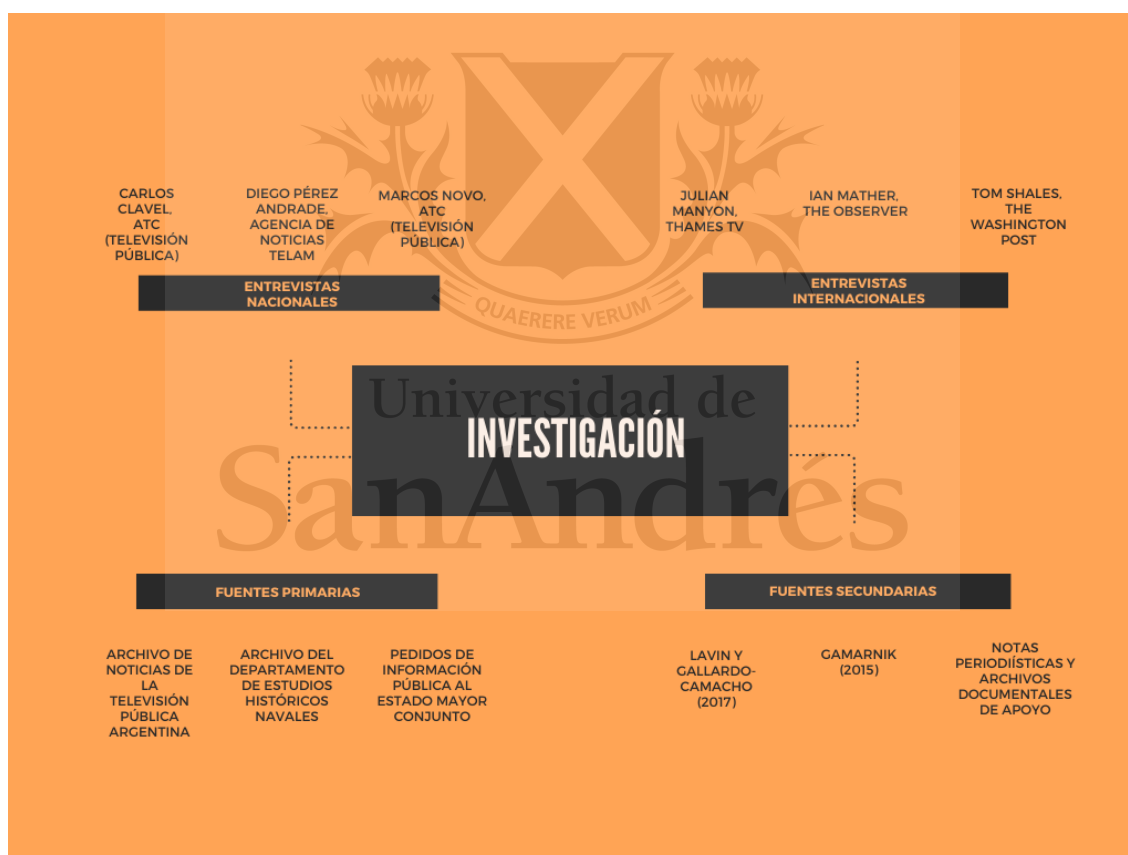 CARLOS
CLAVEL,
ATC
(TELEVISIÓN
PÚBLICA)
DIEGO PÉREZ
ANDRADE,
AGENCIA DE
NOTICIAS
TELAM
MARCOS NOVO,
ATC
(TELEVISIÓN
PÚBLICA)
JULIAN
MANYON,
THAMES TV
IAN MATHER,
THE OBSERVER
TOM SHALES,
THE
WASHINGTON
POST
ENTREVISTAS
NACIONALES
ENTREVISTAS
INTERNACIONALES
QUAERERE VERUM
Universidad de
SanAndrés
INVESTIGACIÓN
FUENTES PRIMARIAS
FUENTES SECUNDARIAS
ARCHIVO DE
NOTICIAS DE
LA
TELEVISIÓN
PÚBLICA
ARGENTINA
ARCHIVO DEL
DEPARTAMENTO
DE ESTUDIOS
HISTÓRICOS
NAVALES
PEDIDOS DE
INFORMACIÓN
PÚBLICA AL
ESTADO MAYOR
CONJUNTO
LAVIN Y
GALLARDO-
CAMACHO
(2017)
GAMARNIK
(2015)
NOTAS
PERIODIÍSTICAS Y
ARCHIVOS
DOCUMENTALES
DE APOYO